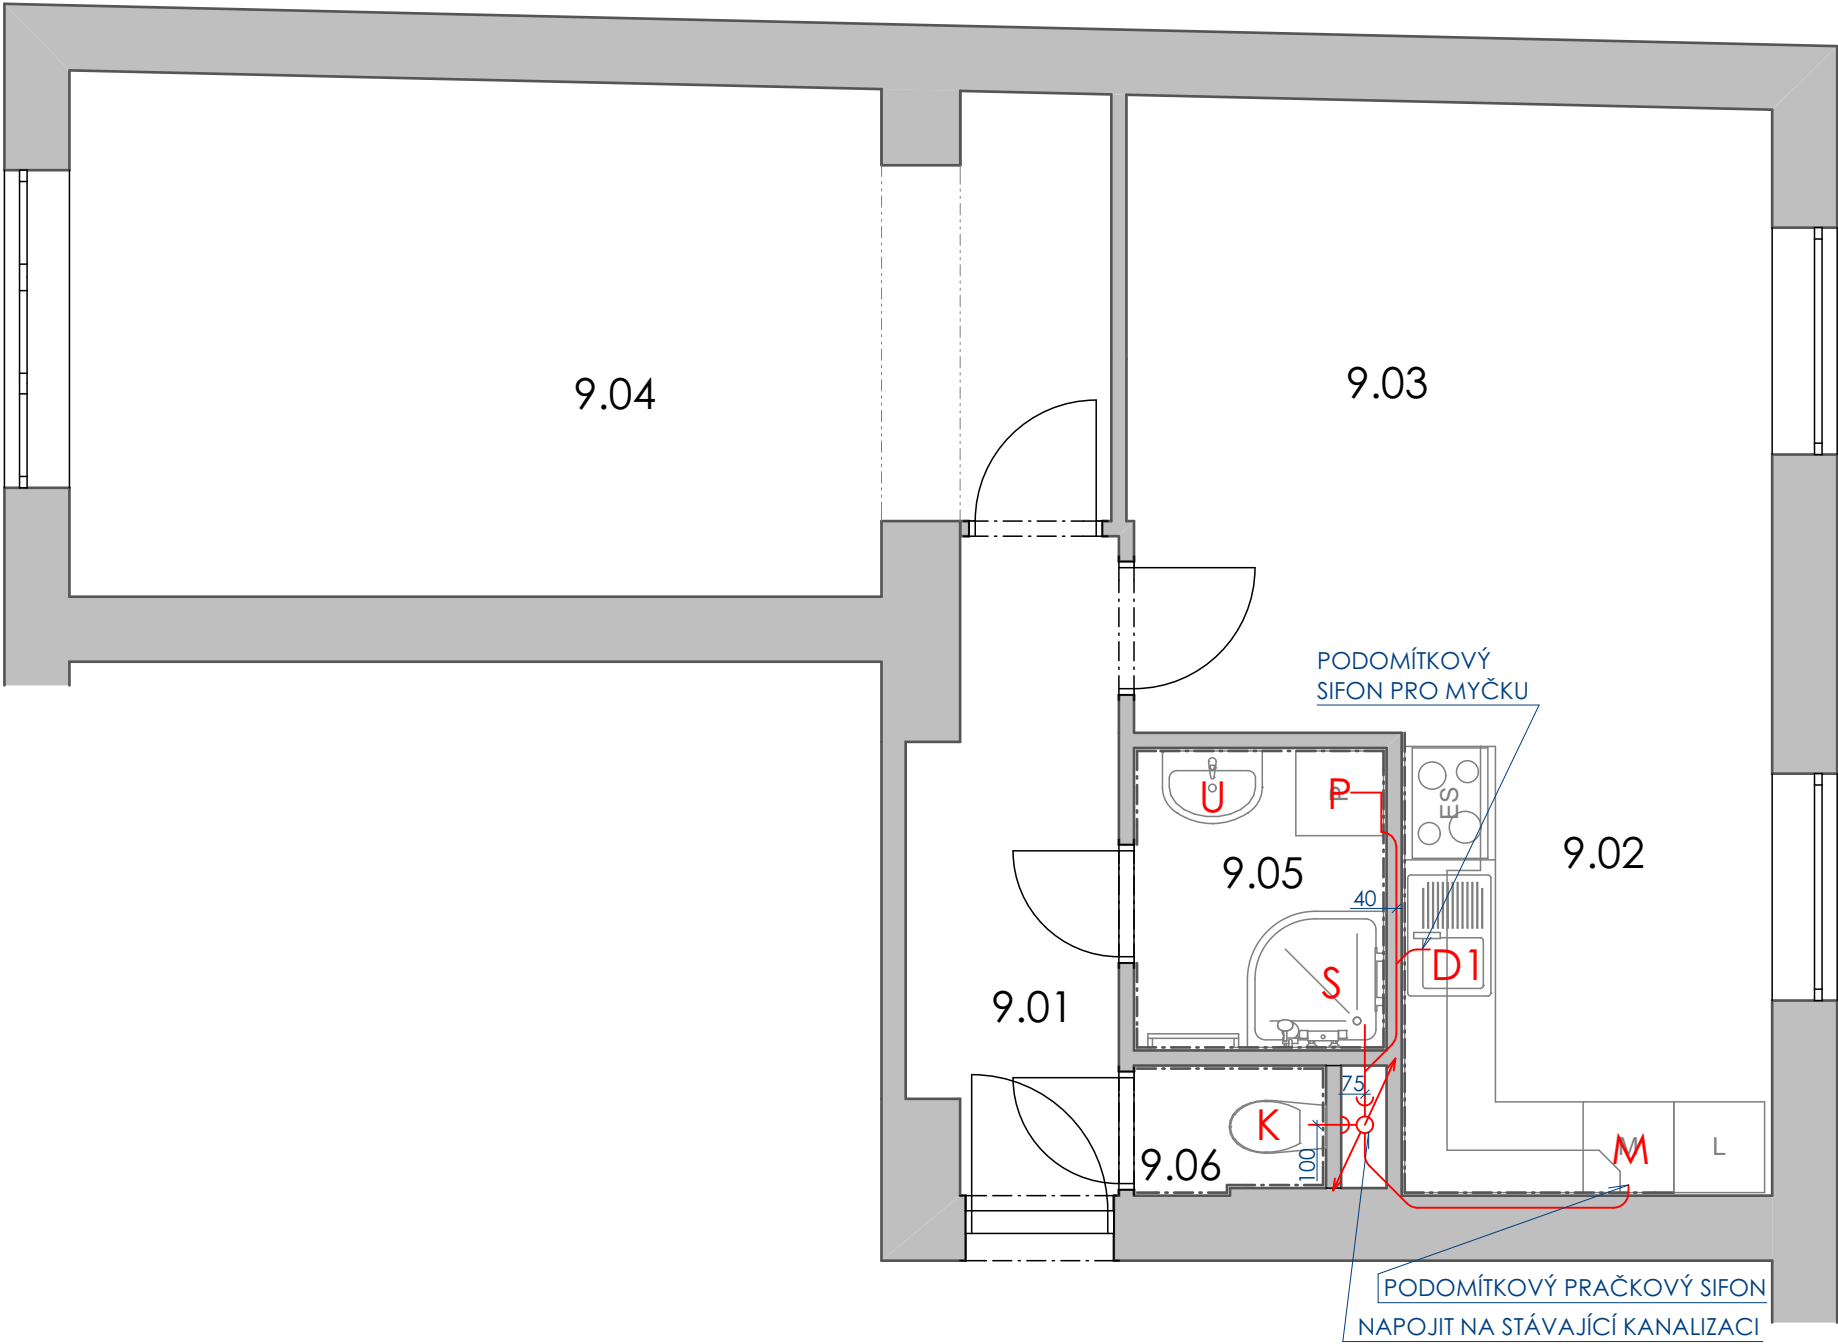 9.04
9.03
PODOMÍTKOVÝ
SIFON PRO MYČKU
U
P
P
ES
9.02
9.05
40
D1
S
9.01
75
K
9.06
100
M
M
L
PODOMÍTKOVÝ PRAČKOVÝ SIFON
NAPOJIT NA STÁVAJÍCÍ KANALIZACI